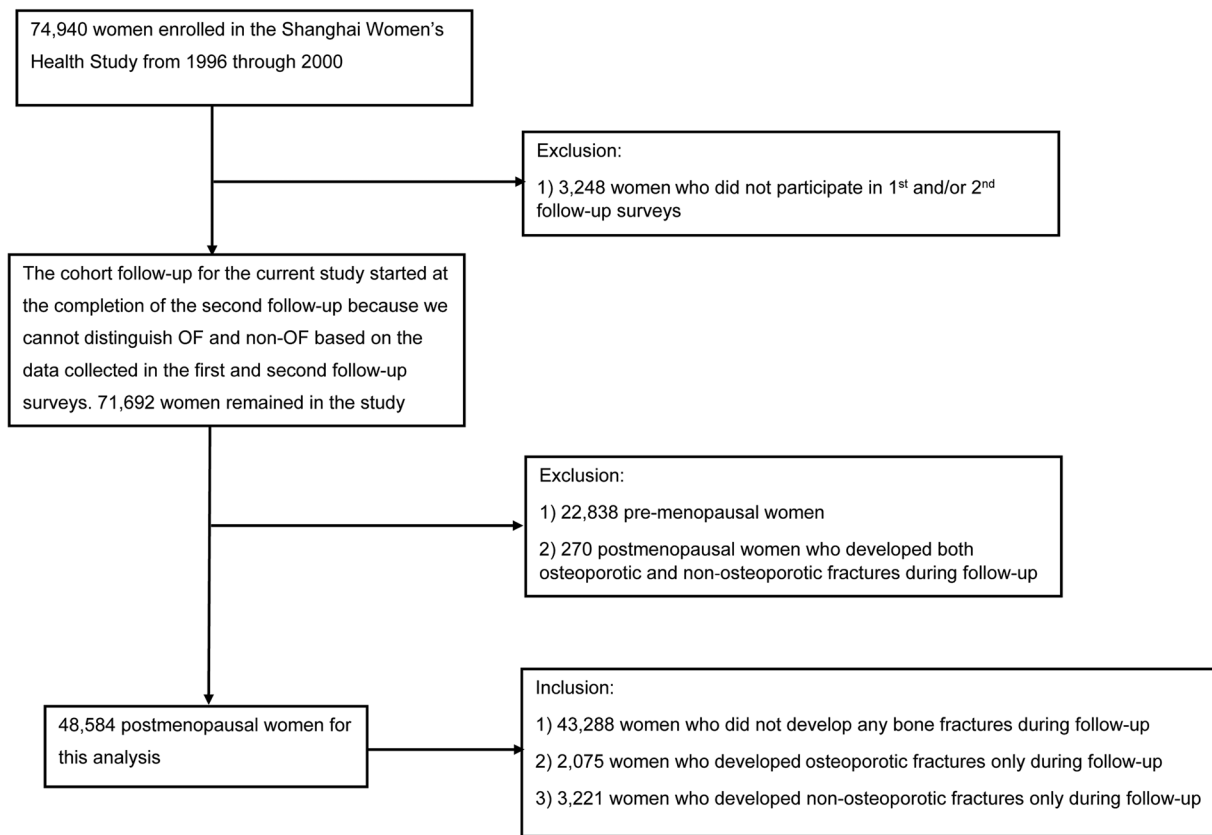 74,940 women enrolled in the Shanghai Women’s
Health Study from 1996 through 2000
Exclusion:
1) 3,248 women who did not participate in 1st and/or 2nd
follow-up surveys
The cohort follow-up for the current study started at
the completion of the second follow-up because we
cannot distinguish OF and non-OF based on the
data collected in the first and second follow-up
surveys. 71,692 women remained in the study
Exclusion:
1) 22,838 pre-menopausal women
2) 270 postmenopausal women who developed both
osteoporotic and non-osteoporotic fractures during follow-up
48,584 postmenopausal women for
this analysis
Inclusion:
1) 43,288 women who did not develop any bone fractures during follow-up
2) 2,075 women who developed osteoporotic fractures only during follow-up
3) 3,221 women who developed non-osteoporotic fractures only during follow-up